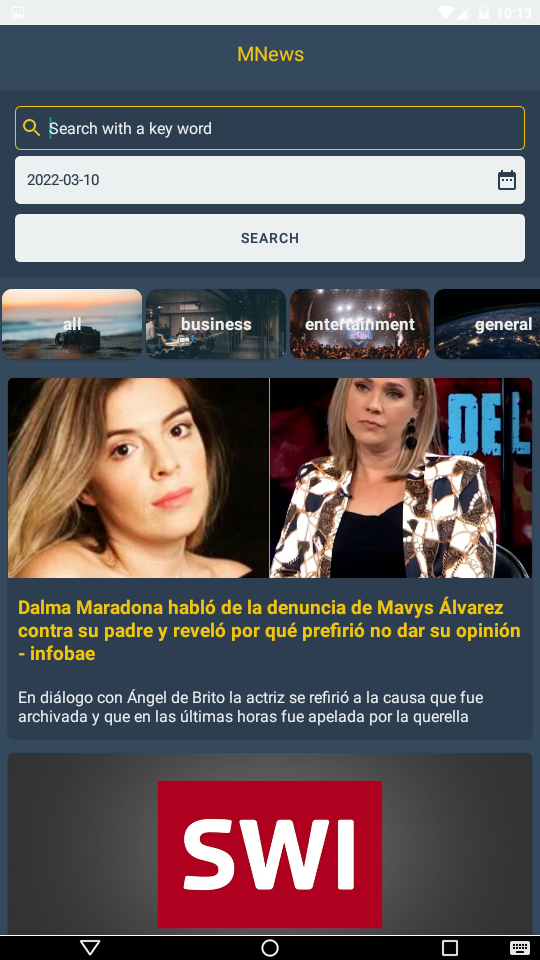 10:13
MNews
Search with a key word
2022-03-10
SEARCH
all
business
entertainment
general
DEL
Dalma Maradona habló de la denuncia de Mavys Álvarez
contra su padre y reveló por qué prefirió no dar su opinión
- infobae
En diálogo con Ángel de Brito la actriz se refirió a la causa que fue
archivada y que en las últimas horas fue apelada por la querella
SWI